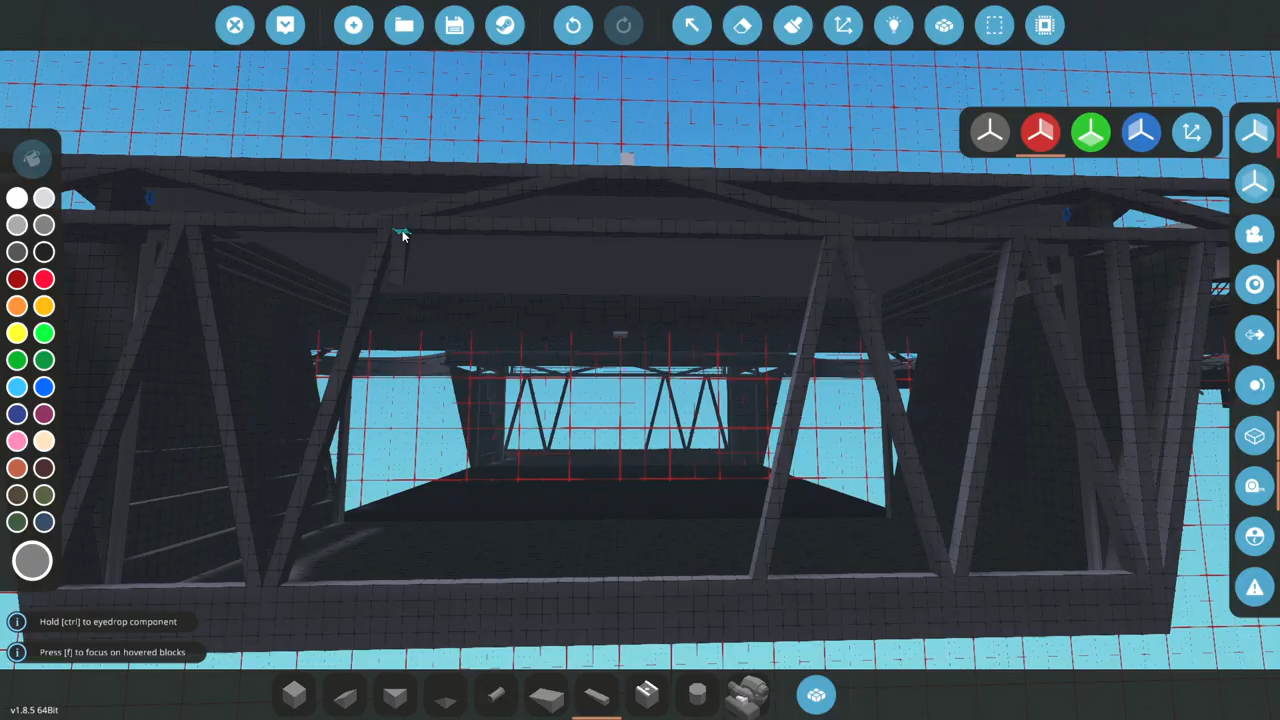 Hold [ctrl] to eyedrop component
Press [f] to focus on hovered blocks
v1.8.5 64Bit